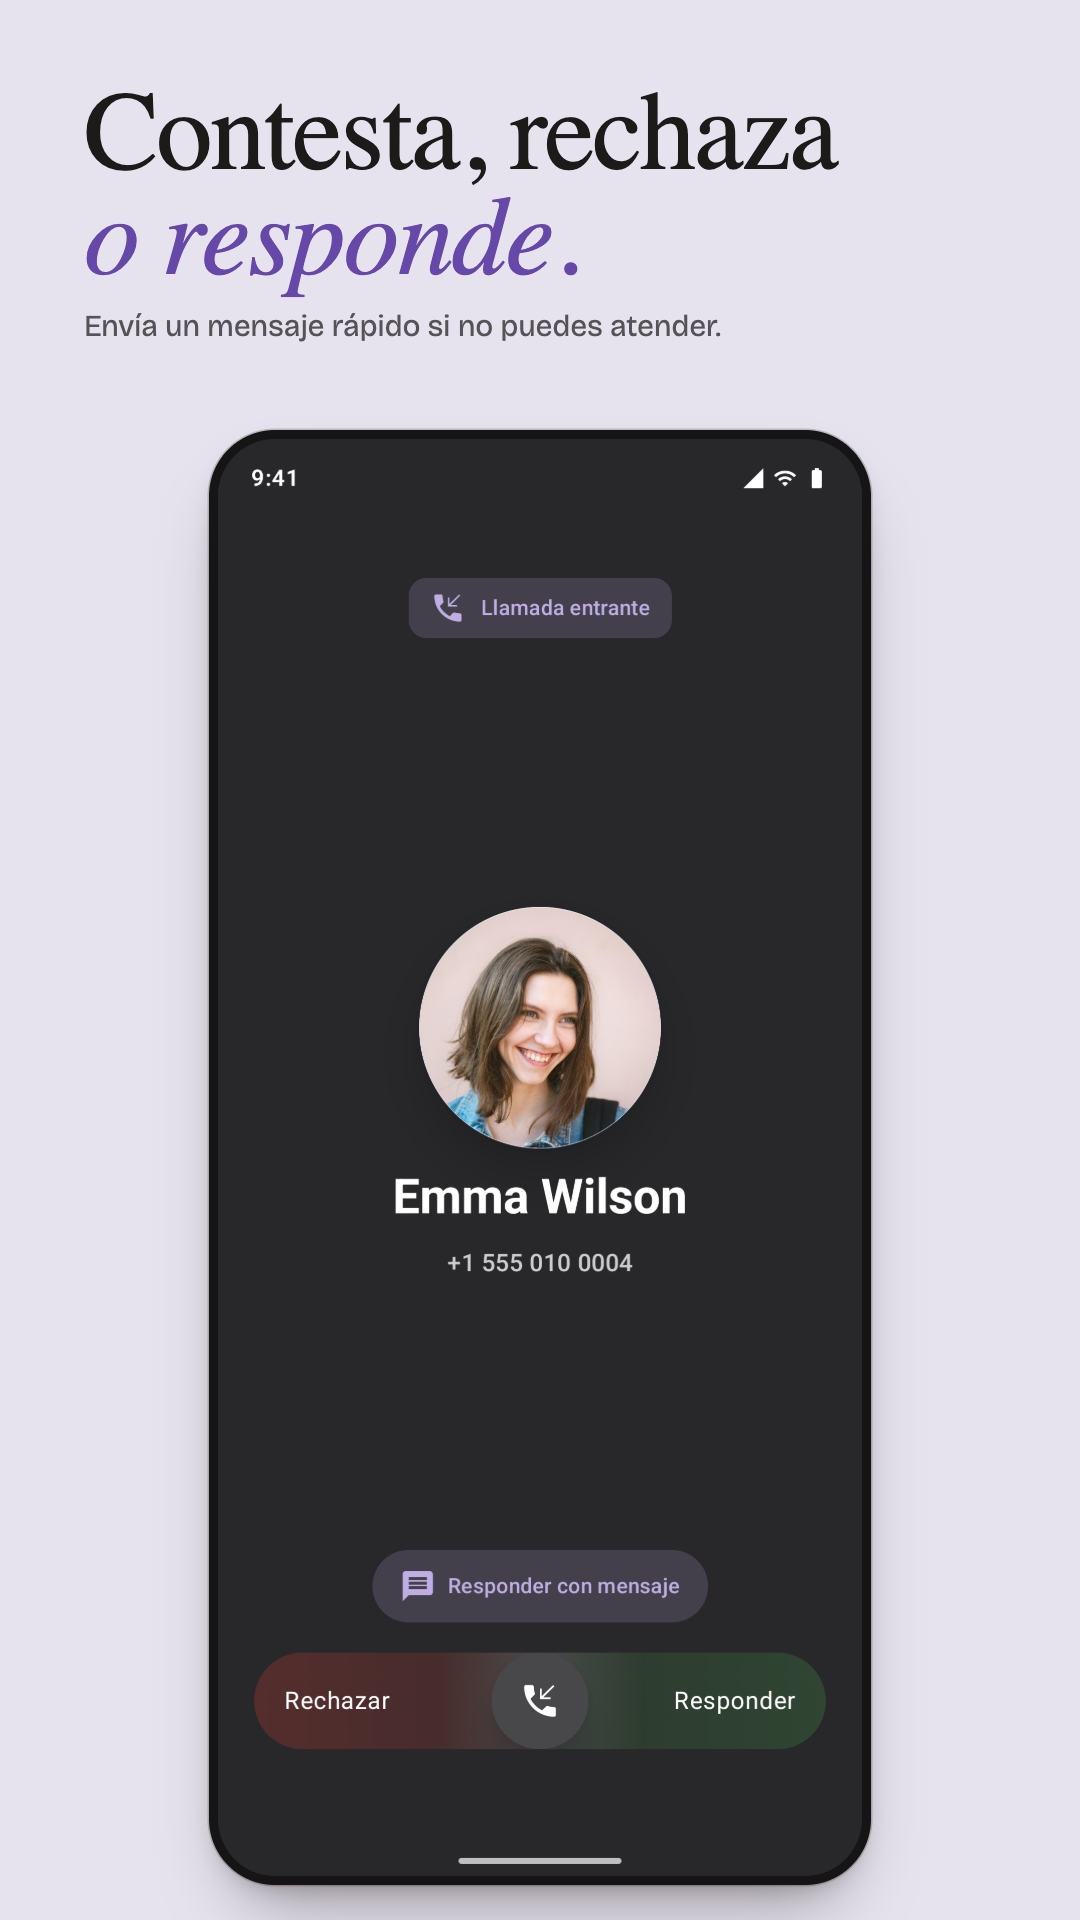 Contesta, rechaza
o responde.
Envía un mensaje rápido si no puedes atender.
9:41
Llamada entrante
Emma Wilson
+1 555 010 0004
Responder con mensaje
Rechazar
Responder